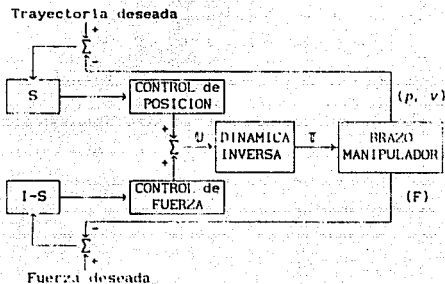 Trayectoria deseada
+
Σ
-
S
CONTROL de
POSICION
(p, v)
+
Σ
+
U
DINAMICA
INVERSA
τ
BRAZO
MANIPULADOR
I-S
CONTROL de
FUERZA
(F)
-
Σ
+
Fuerza deseada